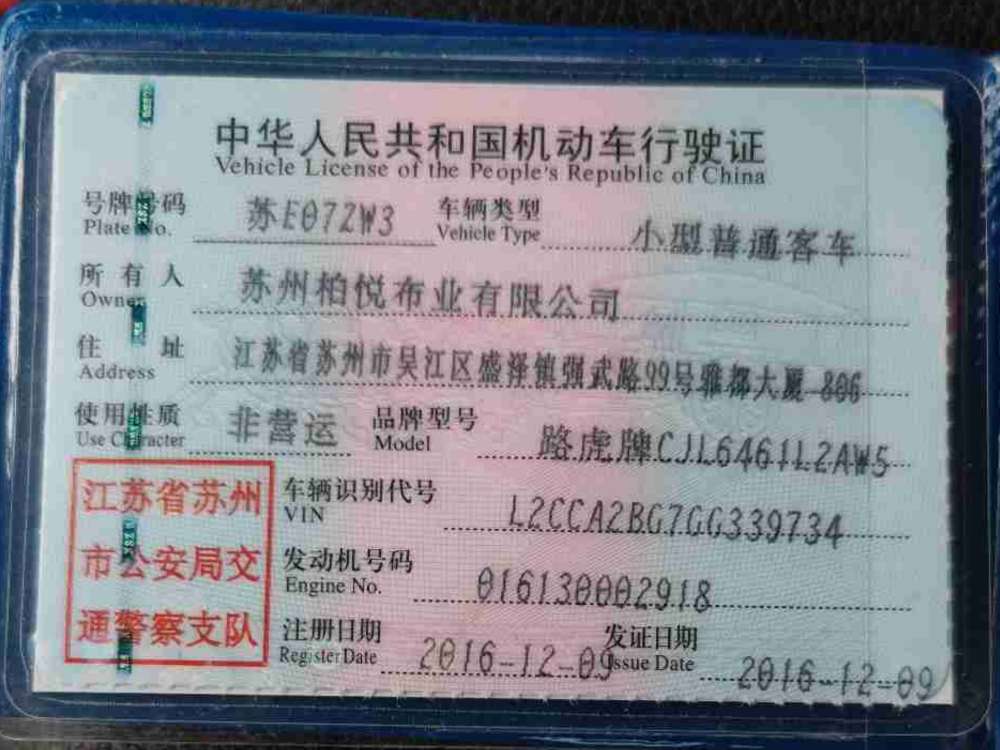 中华人民共和国机动车行驶证
Vehicle License of the People's Republic of China
号牌号码 苏E07ZW3 车辆类型 小型普通客车
Plate No. Vehicle Type
所有人 苏州柏悦布业有限公司
Owner
住址 江苏省苏州市吴江区盛泽镇强武路99号雅都大厦-806
Address
使用性质 非营运 品牌型号 路虎牌CJL6461L2AW5
Use Character Model
江苏省苏州
市公安局交
通警察支队
车辆识别代号 L2CCA2BG7GG339734
VIN
发动机号码 016130002918
Engine No.
注册日期 2016-12-09 发证日期 2016-12-09
Register Date Issue Date